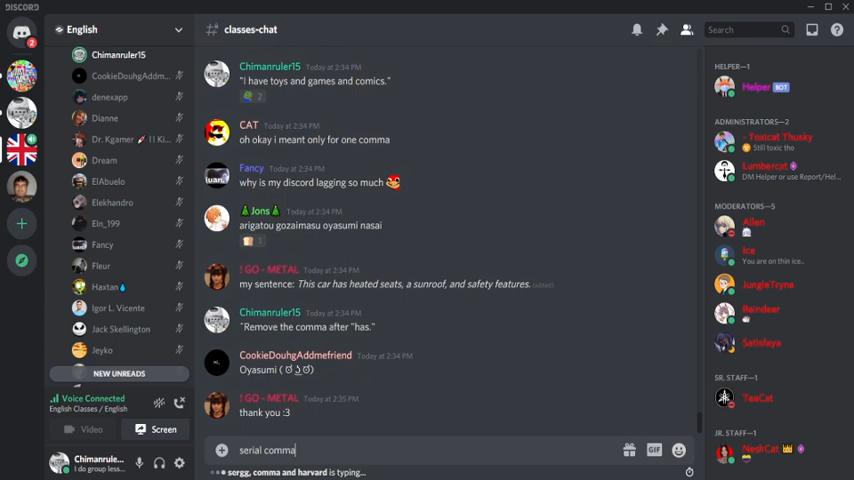 DISCORD
2
English
Chimanruler15
CookieDouhgAddm...
denexapp
Dianne
Dr. Kgamer
Dream
ElAbuelo
Elekhandro
Eln_199
Fancy
Fleur
Haxtan
Igor L. Vicente
Jack Skellington
Jeyko
NEW UNREADS
Voice Connected
English Classes / English
Video
Screen
Chimanrule...
I do group less...
classes-chat
Search
Chimanruler15 Today at 2:34 PM
"I have toys and games and comics."
2
CAT Today at 2:34 PM
oh okay i meant only for one comma
Fancy Today at 2:34 PM
why is my discord lagging so much
Jons Today at 2:34 PM
arigatou gozaimasu oyasumi nasai
1
! GO - METAL Today at 2:34 PM
my sentence: This car has heated seats, a sunroof, and safety features. (edited)
Chimanruler15 Today at 2:34 PM
"Remove the comma after "has."
CookieDouhgAddmefriend Today at 2:34 PM
Oyasumi
! GO - METAL Today at 2:35 PM
thank you :3
serial comma
GIF
sergg, comma and harvard is typing...
HELPER—1
Helper BOT
ADMINISTRATORS—2
- Toxicat Thusky
Still toxic tho
Lumbercat
DM Helper or use Report/Hel...
MODERATORS—5
Allen
Ice
You are on thin ice..
JungleTryne
Reindeer
Satisfaya
SR. STAFF—1
TeaCat
JR. STAFF—1
NeshCat